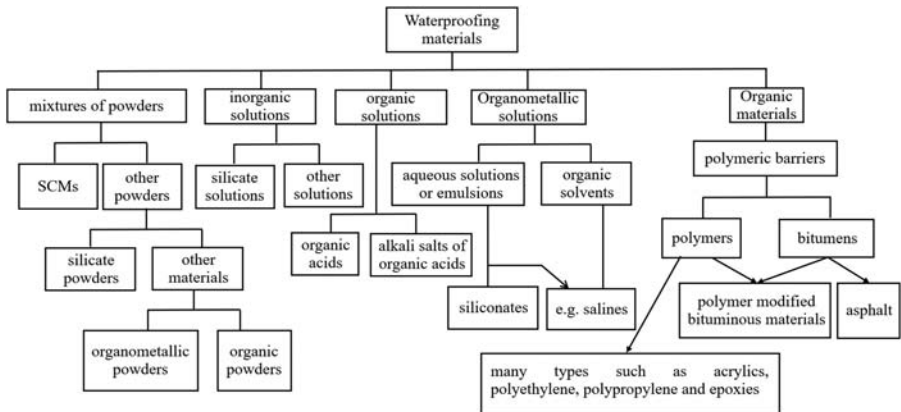 Waterproofing
materials
mixtures of powders
inorganic
solutions
organic
solutions
Organometallic
solutions
Organic
materials
polymeric barriers
SCMs
other
powders
silicate
solutions
other
solutions
aqueous solutions
or emulsions
organic
solvents
polymers
bitumens
silicate
powders
other
materials
organic
acids
alkali salts of
organic acids
siliconates
e.g. salines
polymer modified
bituminous materials
asphalt
organometallic
powders
organic
powders
many types such as acrylics,
polyethylene, polypropylene and epoxies